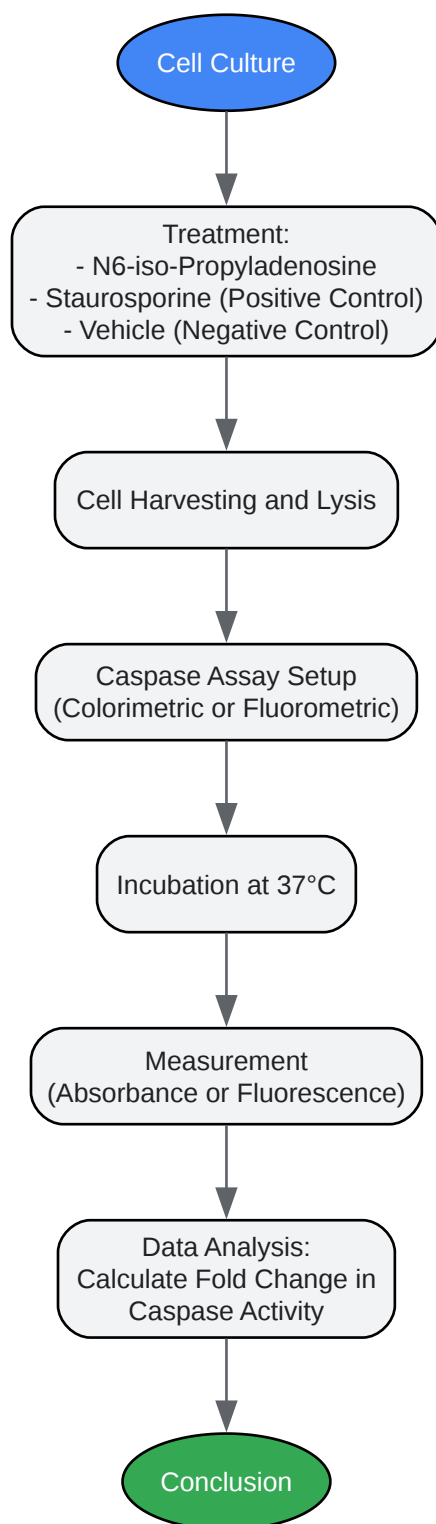 Cell Culture
Treatment:
- N6-iso-Propyladenosine
- Staurosporine (Positive Control)
- Vehicle (Negative Control)
Cell Harvesting and Lysis
Caspase Assay Setup
(Colorimetric or Fluorometric)
Incubation at 37°C
Measurement
(Absorbance or Fluorescence)
Data Analysis:
Calculate Fold Change in
Caspase Activity
Conclusion